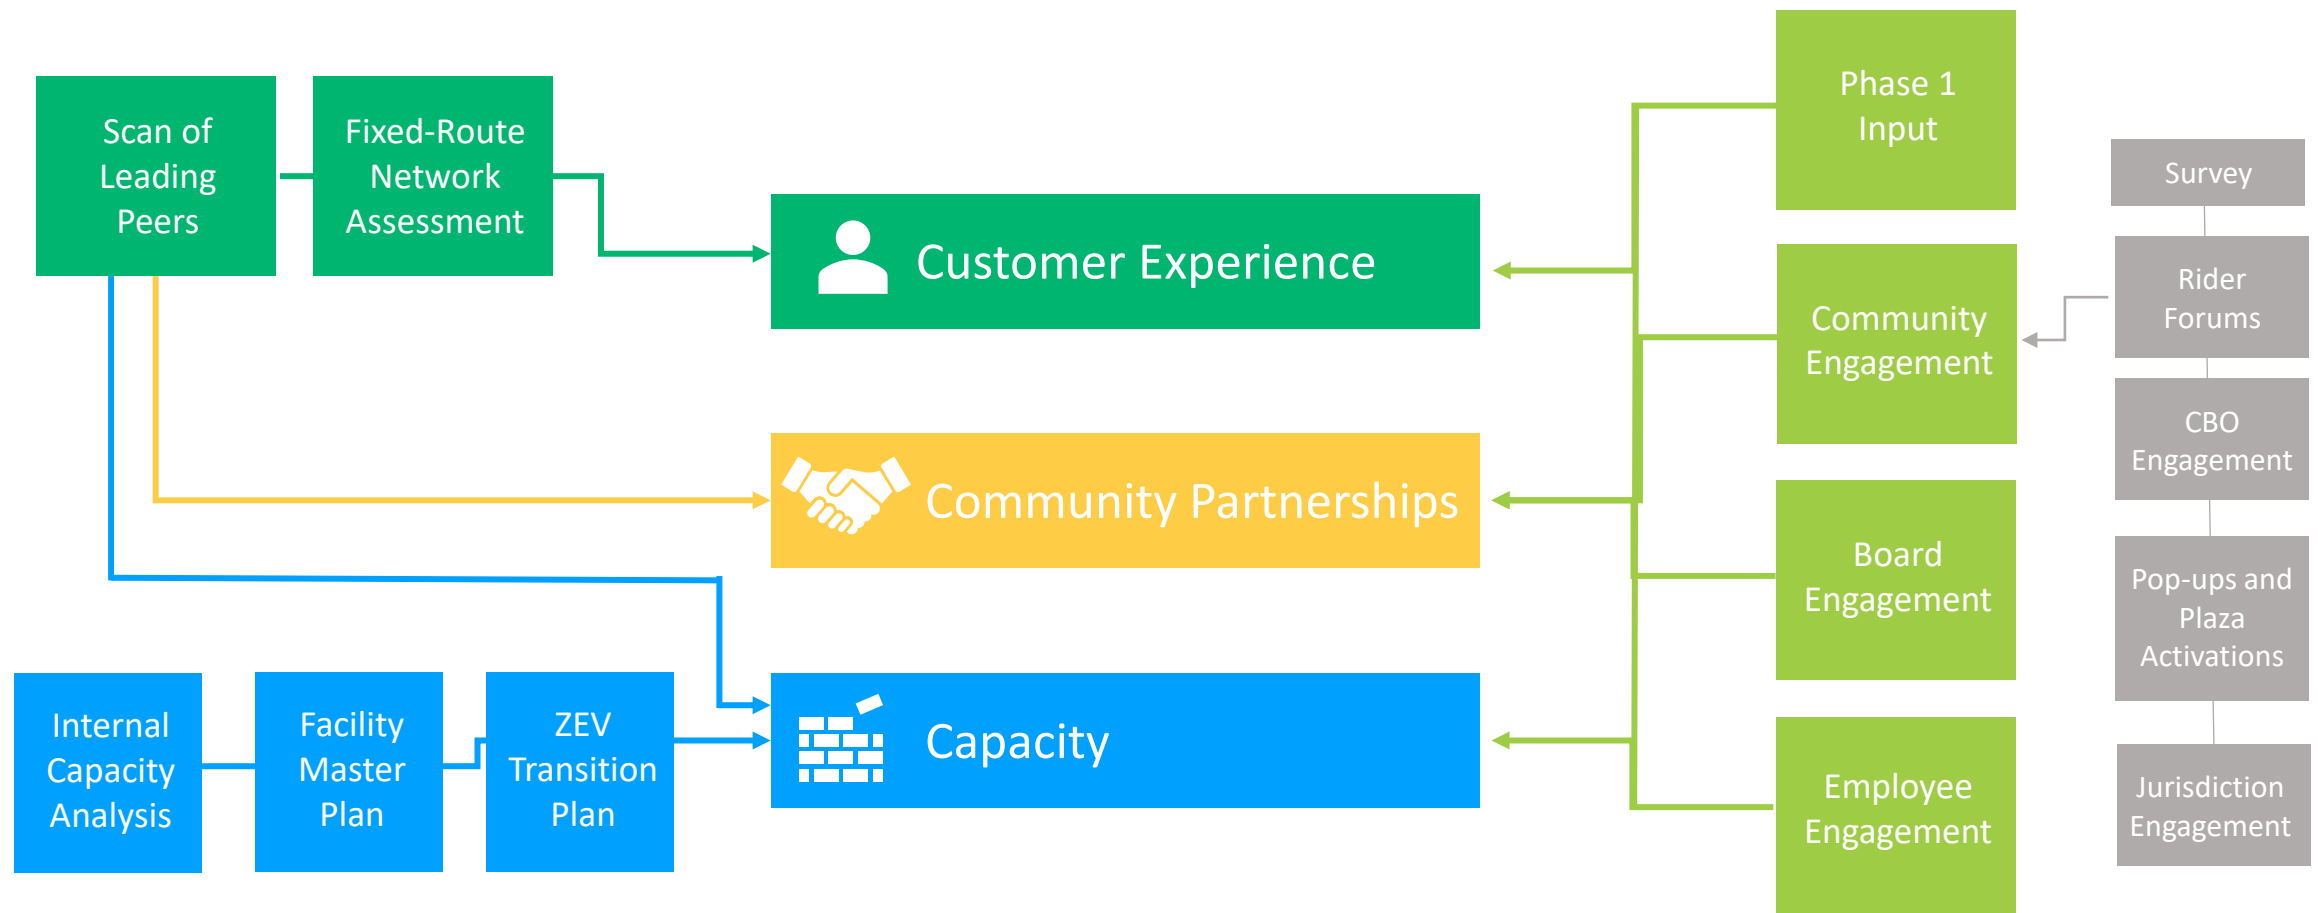 Scan of
Leading
Peers
Fixed-Route
Network
Assessment
Customer Experience
Community Partnerships
Internal
Capacity
Analysis
Facility
Master
Plan
ZEV
Transition
Plan
Capacity
Phase 1
Input
Community
Engagement
Board
Engagement
Employee
Engagement
Survey
Rider
Forums
CBO
Engagement
Pop-ups and
Plaza
Activations
Jurisdiction
Engagement